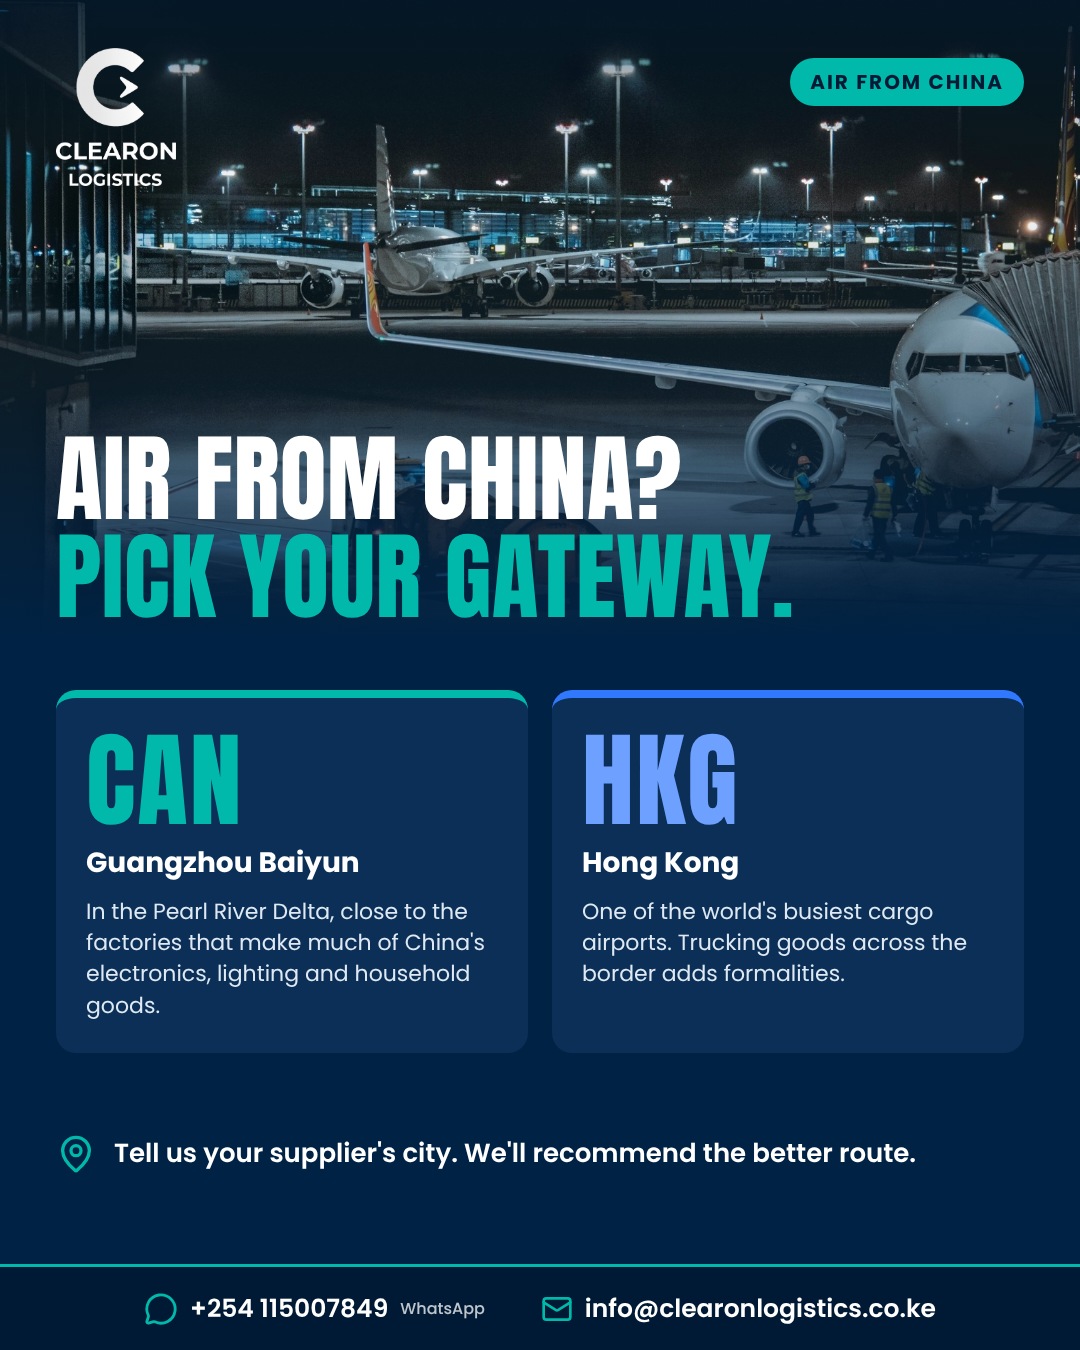 CLEARON
LOGISTICS
AIR FROM CHINA
AIR FROM CHINA?
PICK YOUR GATEWAY.
CAN
Guangzhou Baiyun
In the Pearl River Delta, close to the
factories that make much of China's
electronics, lighting and household
goods.
HKG
Hong Kong
One of the world's busiest cargo
airports. Trucking goods across the
border adds formalities.
Tell us your supplier's city. We'll recommend the better route.
+254 115007849 WhatsApp
info@clearonlogistics.co.ke